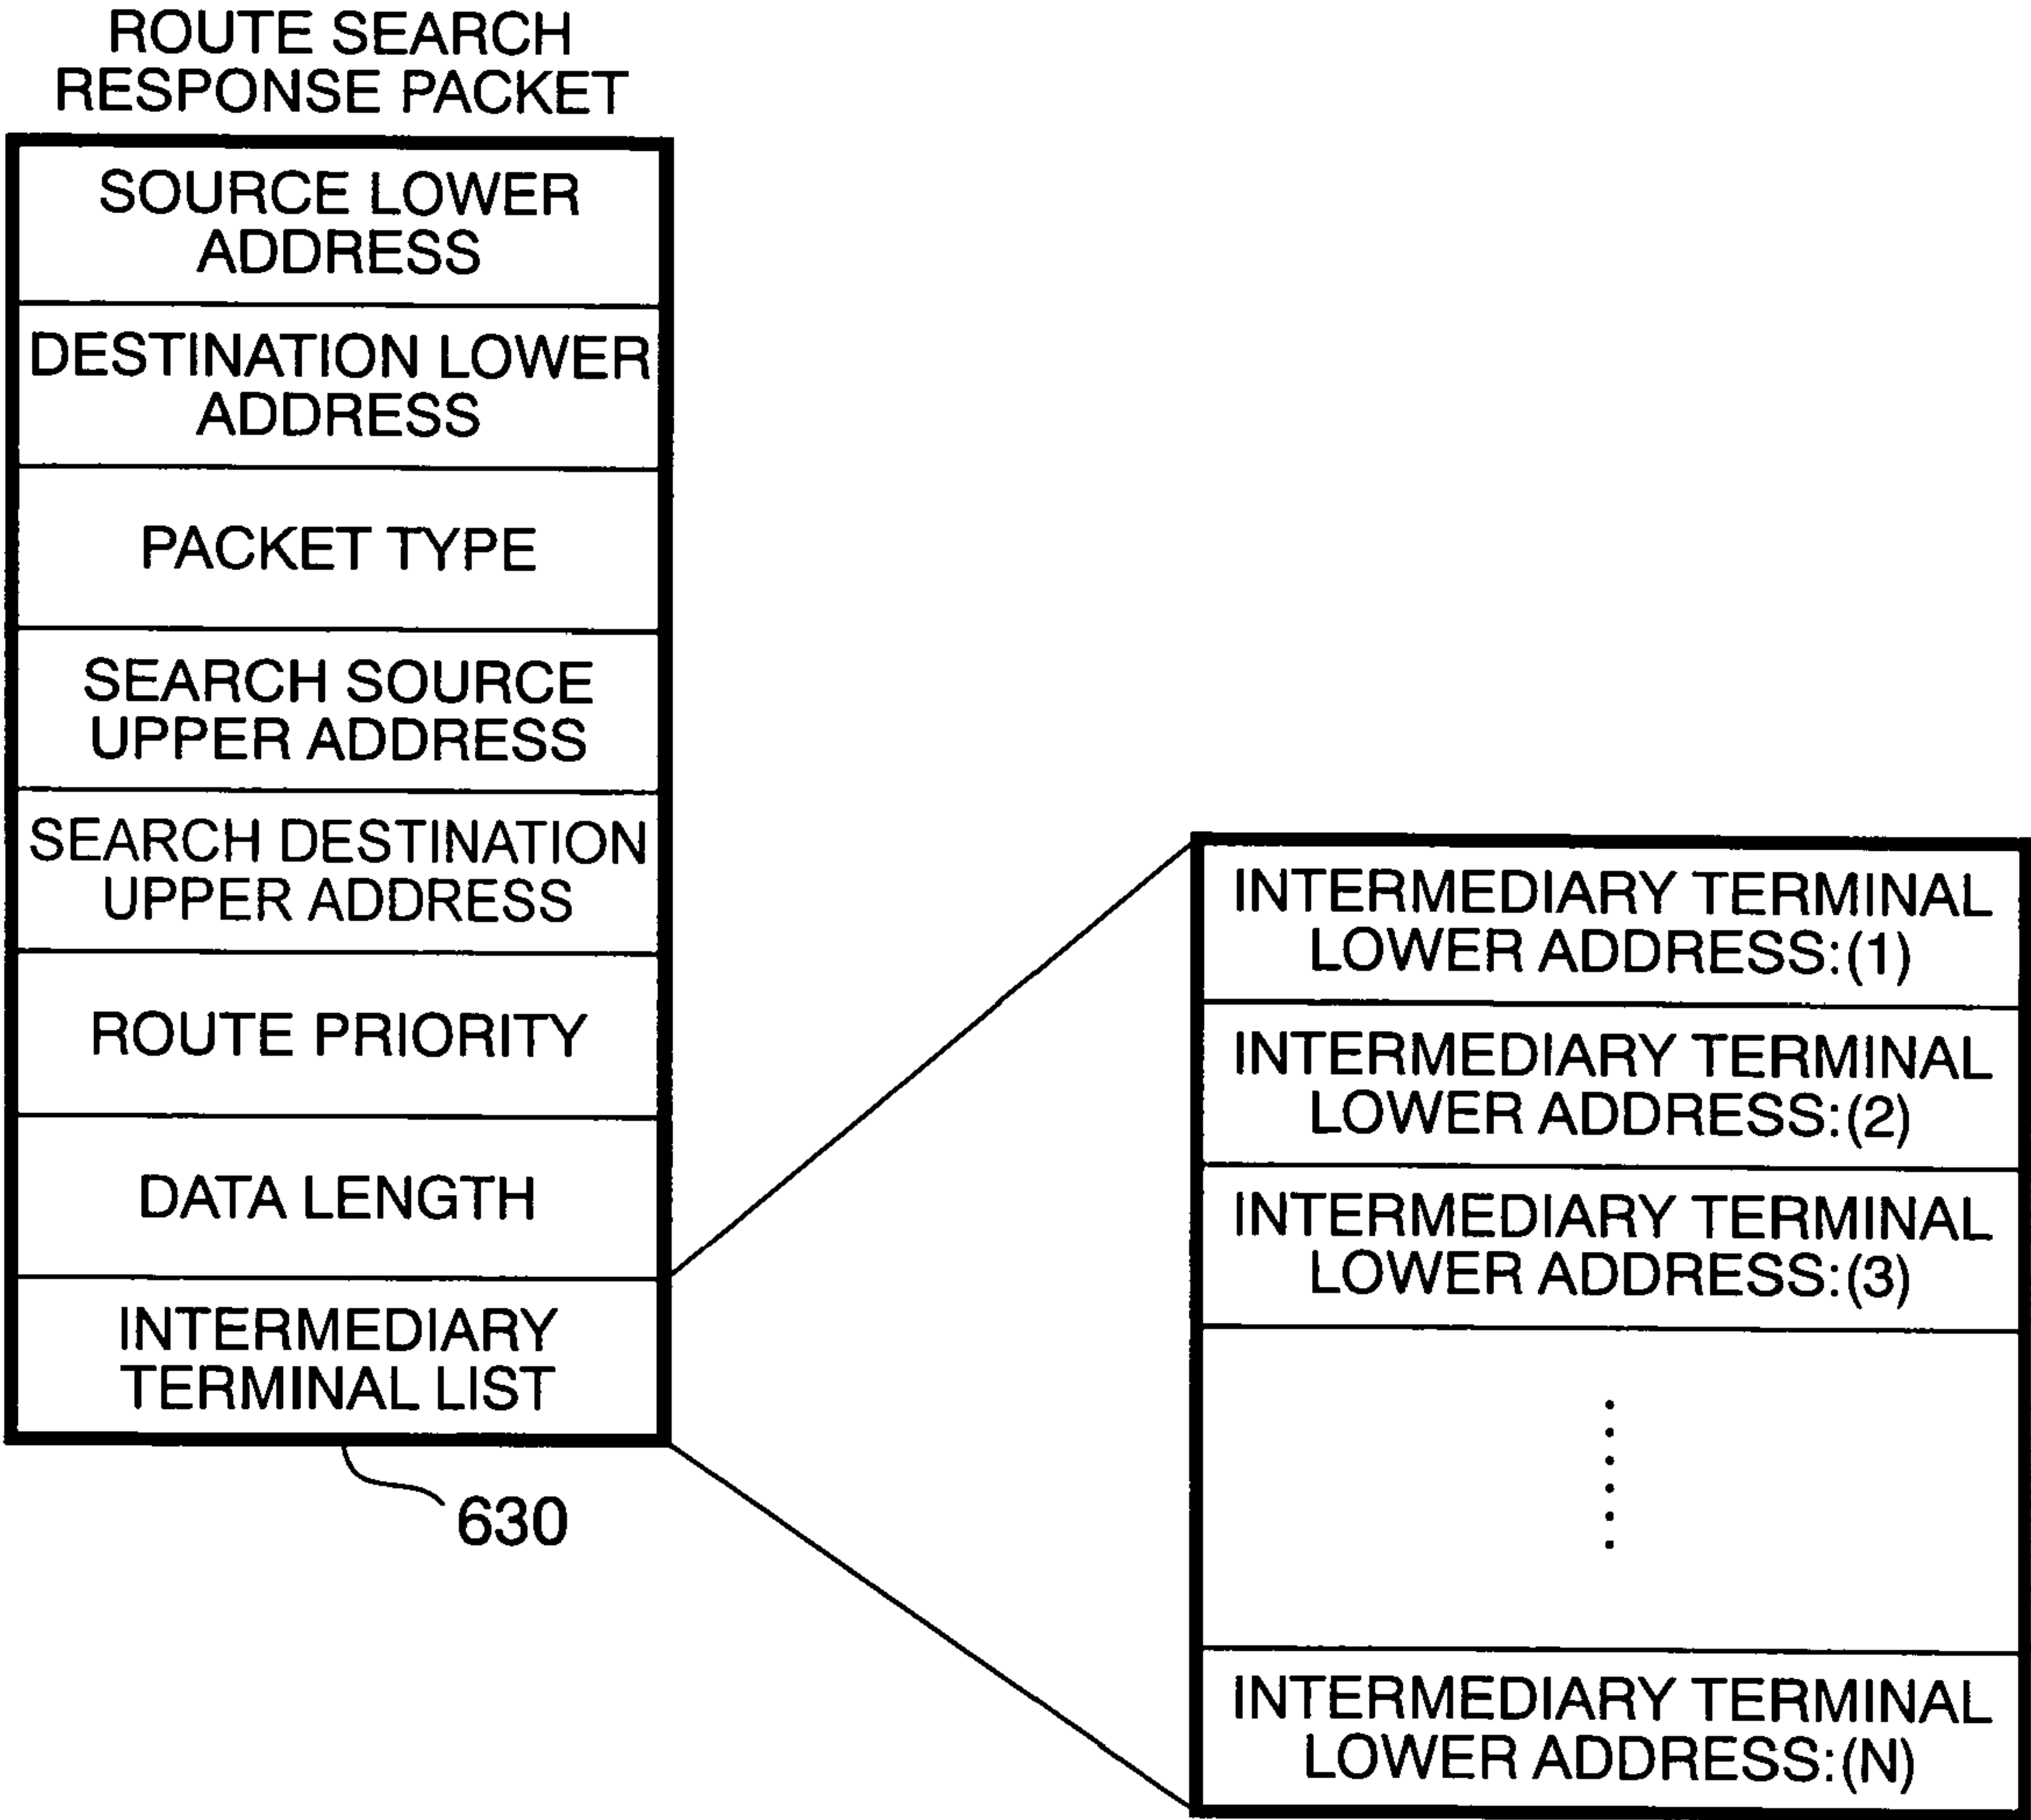 ROUTE SEARCH
RESPONSE PACKET
SOURCE LOWER
ADDRESS
DESTINATION LOWER
ADDRESS
PACKET TYPE
SEARCH SOURCE
UPPER ADDRESS
SEARCH DESTINATION
UPPER ADDRESS
ROUTE PRIORITY
DATA LENGTH
INTERMEDIARY
TERMINAL LIST
630
INTERMEDIARY TERMINAL
LOWER ADDRESS:(1)
INTERMEDIARY TERMINAL
LOWER ADDRESS:(2)
INTERMEDIARY TERMINAL
LOWER ADDRESS:(3)
INTERMEDIARY TERMINAL
LOWER ADDRESS:(N)